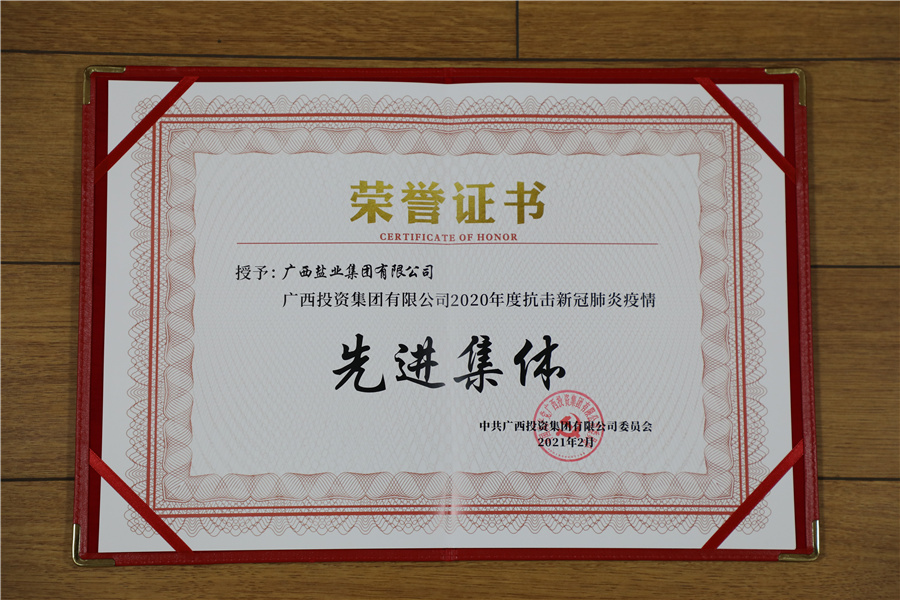 荣誉证书
CERTIFICATE OF HONOR
授予：广西盐业集团有限公司
广西投资集团有限公司2020年度抗击新冠肺炎疫情
先进集体
中共广西投资集团有限公司委员会
2021年2月